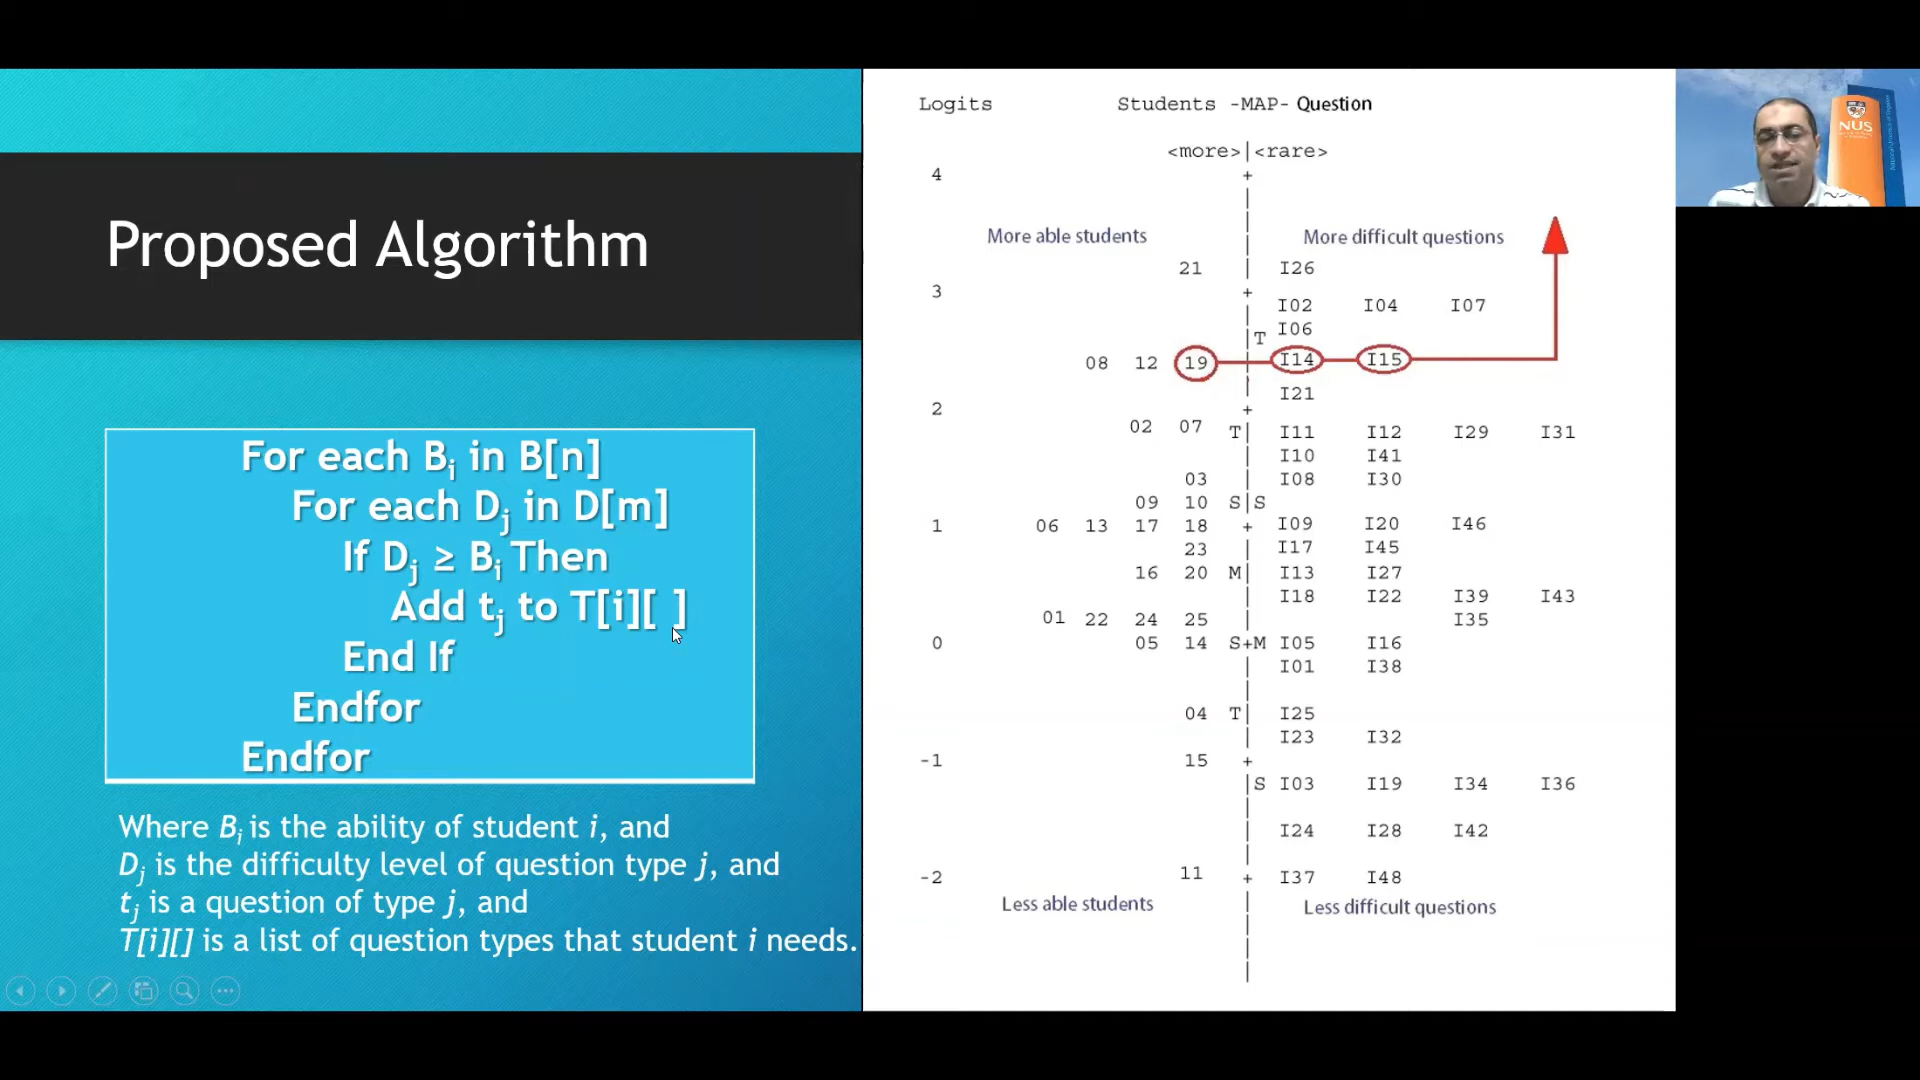 Proposed Algorithm
For each Bi in B[n]
For each Dj in D[m]
If Dj ≥ Bi Then
Add tj to T[i][ ]
End If
Endfor
Endfor
Where Bi is the ability of student i, and
Dj is the difficulty level of question type j, and
tj is a question of type j, and
T[i][] is a list of question types that student i needs.
Logits Students -MAP- Question
<more>|<rare>
4 +
More able students More difficult questions
21 | I26
3 +
I02 I04 I07
|T I06
08 12 19 I14 I15
I21
2 +
02 07 T| I11 I12 I29 I31
I10 I41
03 | I08 I30
09 10 S|S
1 06 13 17 18 + I09 I20 I46
23 | I17 I45
16 20 M| I13 I27
| I18 I22 I39 I43
01 22 24 25 | I35
0 05 14 S+M I05 I16
| I01 I38
04 T| I25
| I23 I32
-1 15 +
|S I03 I19 I34 I36
| I24 I28 I42
-2 11 + I37 I48
Less able students Less difficult questions
NUS